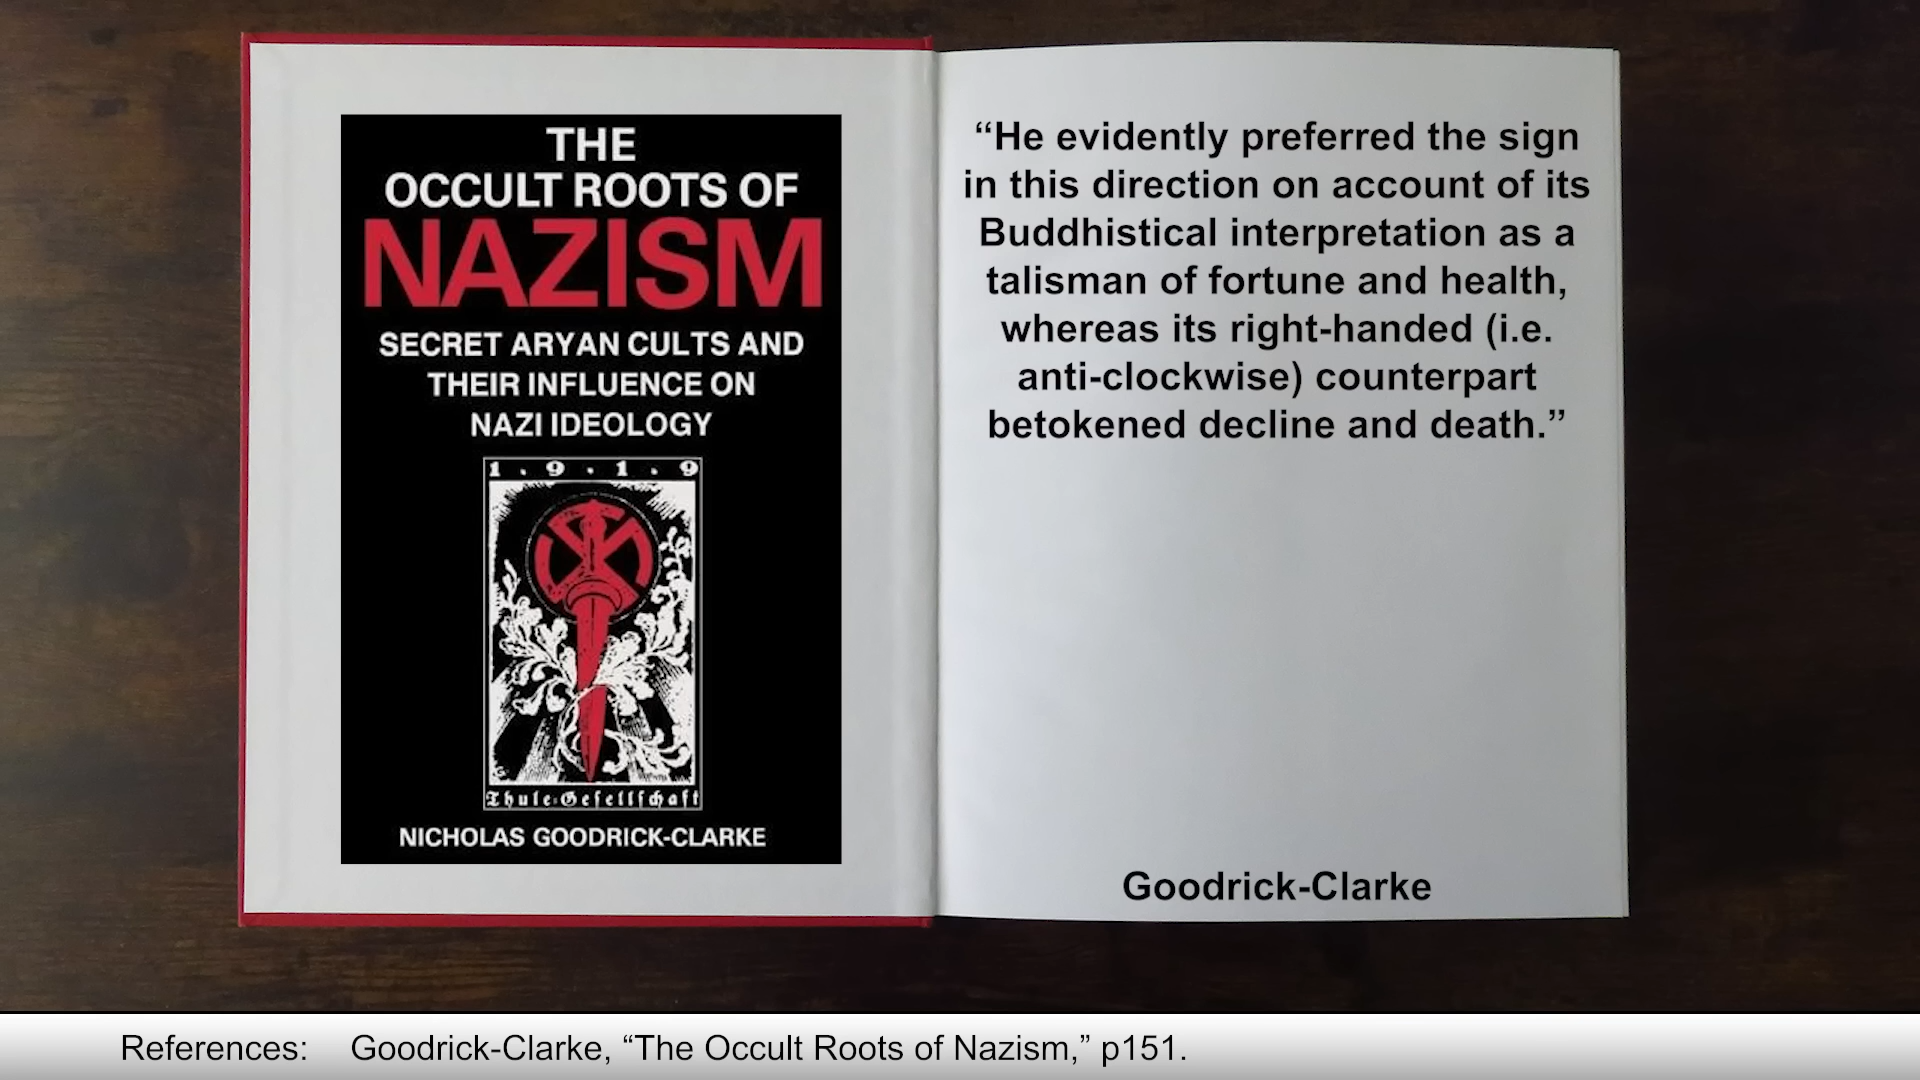 THE
OCCULT ROOTS OF
NAZISM
SECRET ARYAN CULTS AND
THEIR INFLUENCE ON
NAZI IDEOLOGY
1.9.1.9
Thule=Gesellschaft
NICHOLAS GOODRICK-CLARKE
“He evidently preferred the sign
in this direction on account of its
Buddhistical interpretation as a
talisman of fortune and health,
whereas its right-handed (i.e.
anti-clockwise) counterpart
betokened decline and death.”
Goodrick-Clarke
References: Goodrick-Clarke, “The Occult Roots of Nazism,” p151.